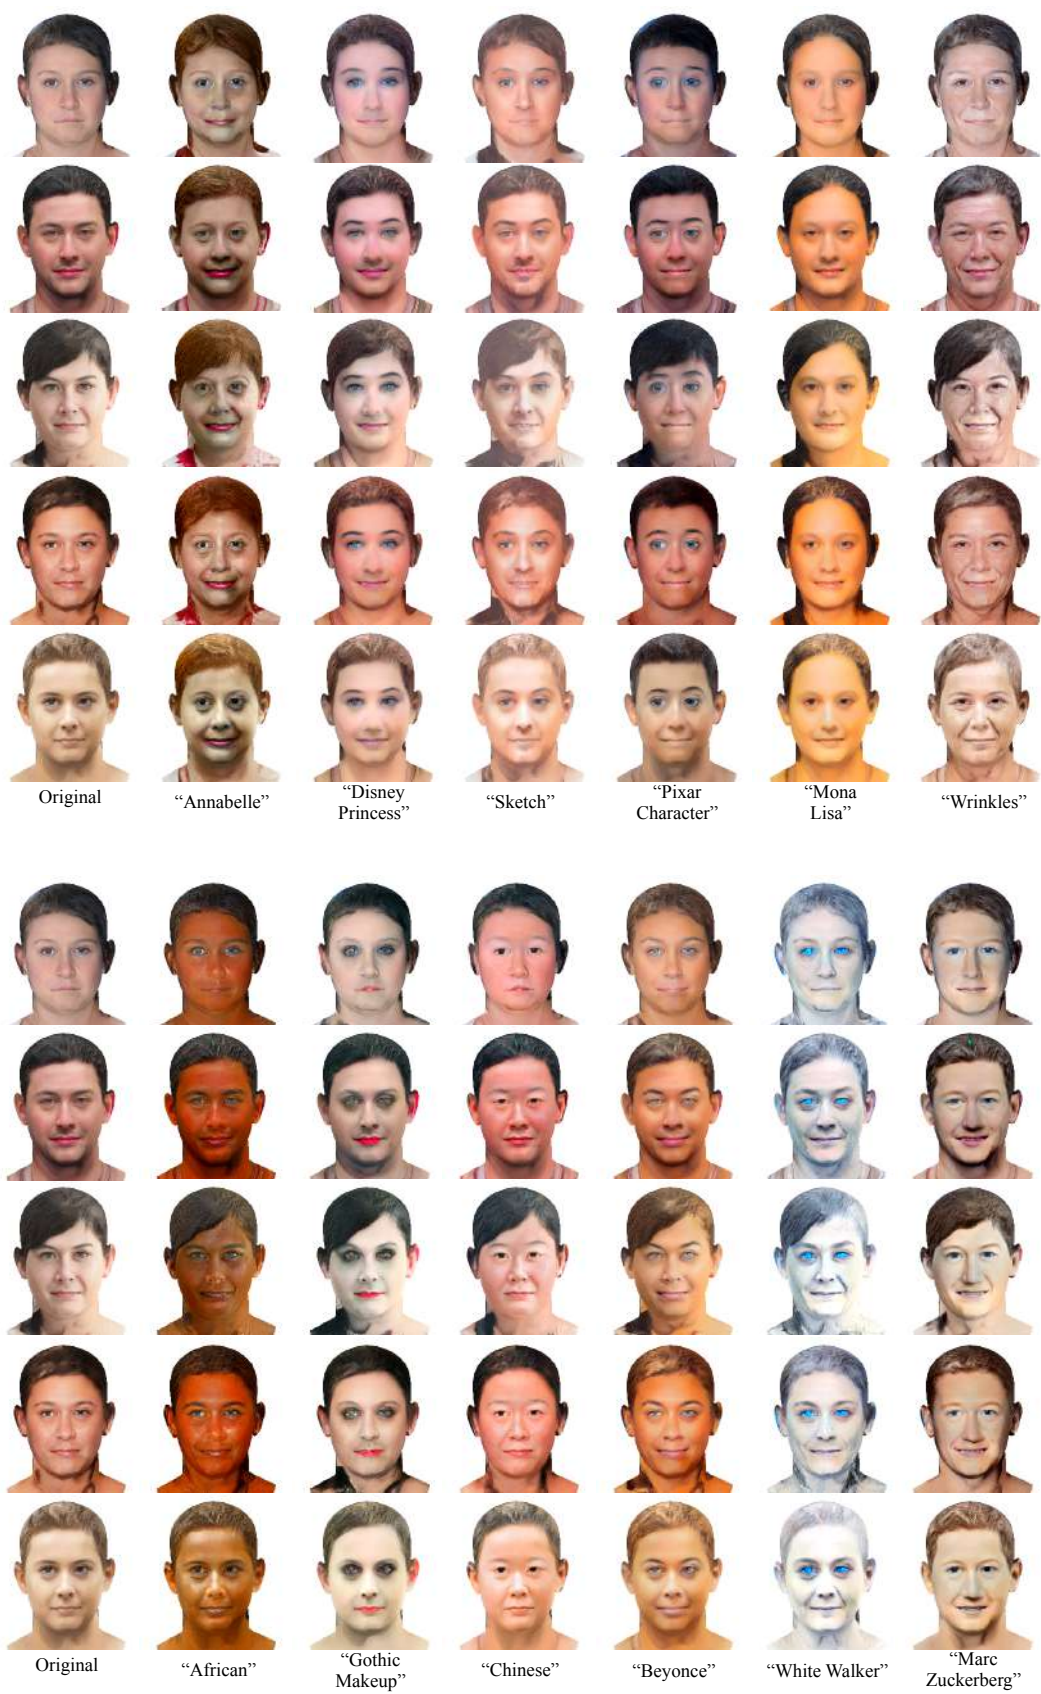 Original
“Annabelle”
“Disney
Princess”
“Sketch”
“Pixar
Character”
“Mona
Lisa”
“Wrinkles”
Original
“African”
“Gothic
Makeup”
“Chinese”
“Beyonce”
“White Walker”
“Marc
Zuckerberg”